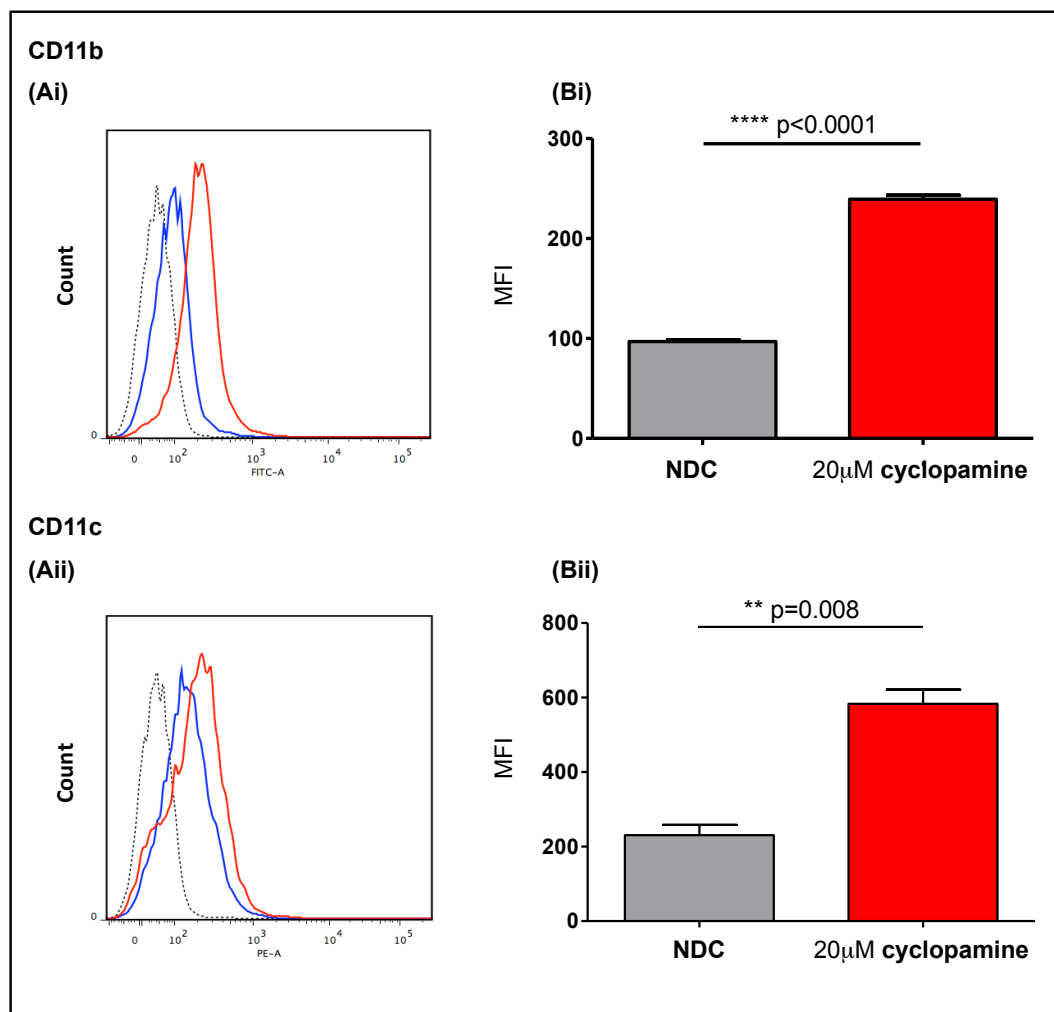 CD11b
(Ai)
(Bi)
**** p<0.0001
300
200
100
0
MFI
NDC
20μM cyclopamine
Count
0
0 10² 10³ 10⁴ 10⁵
FITC-A
CD11c
(Aii)
(Bii)
** p=0.008
800
600
400
200
0
MFI
NDC
20μM cyclopamine
Count
0
0 10² 10³ 10⁴ 10⁵
PE-A